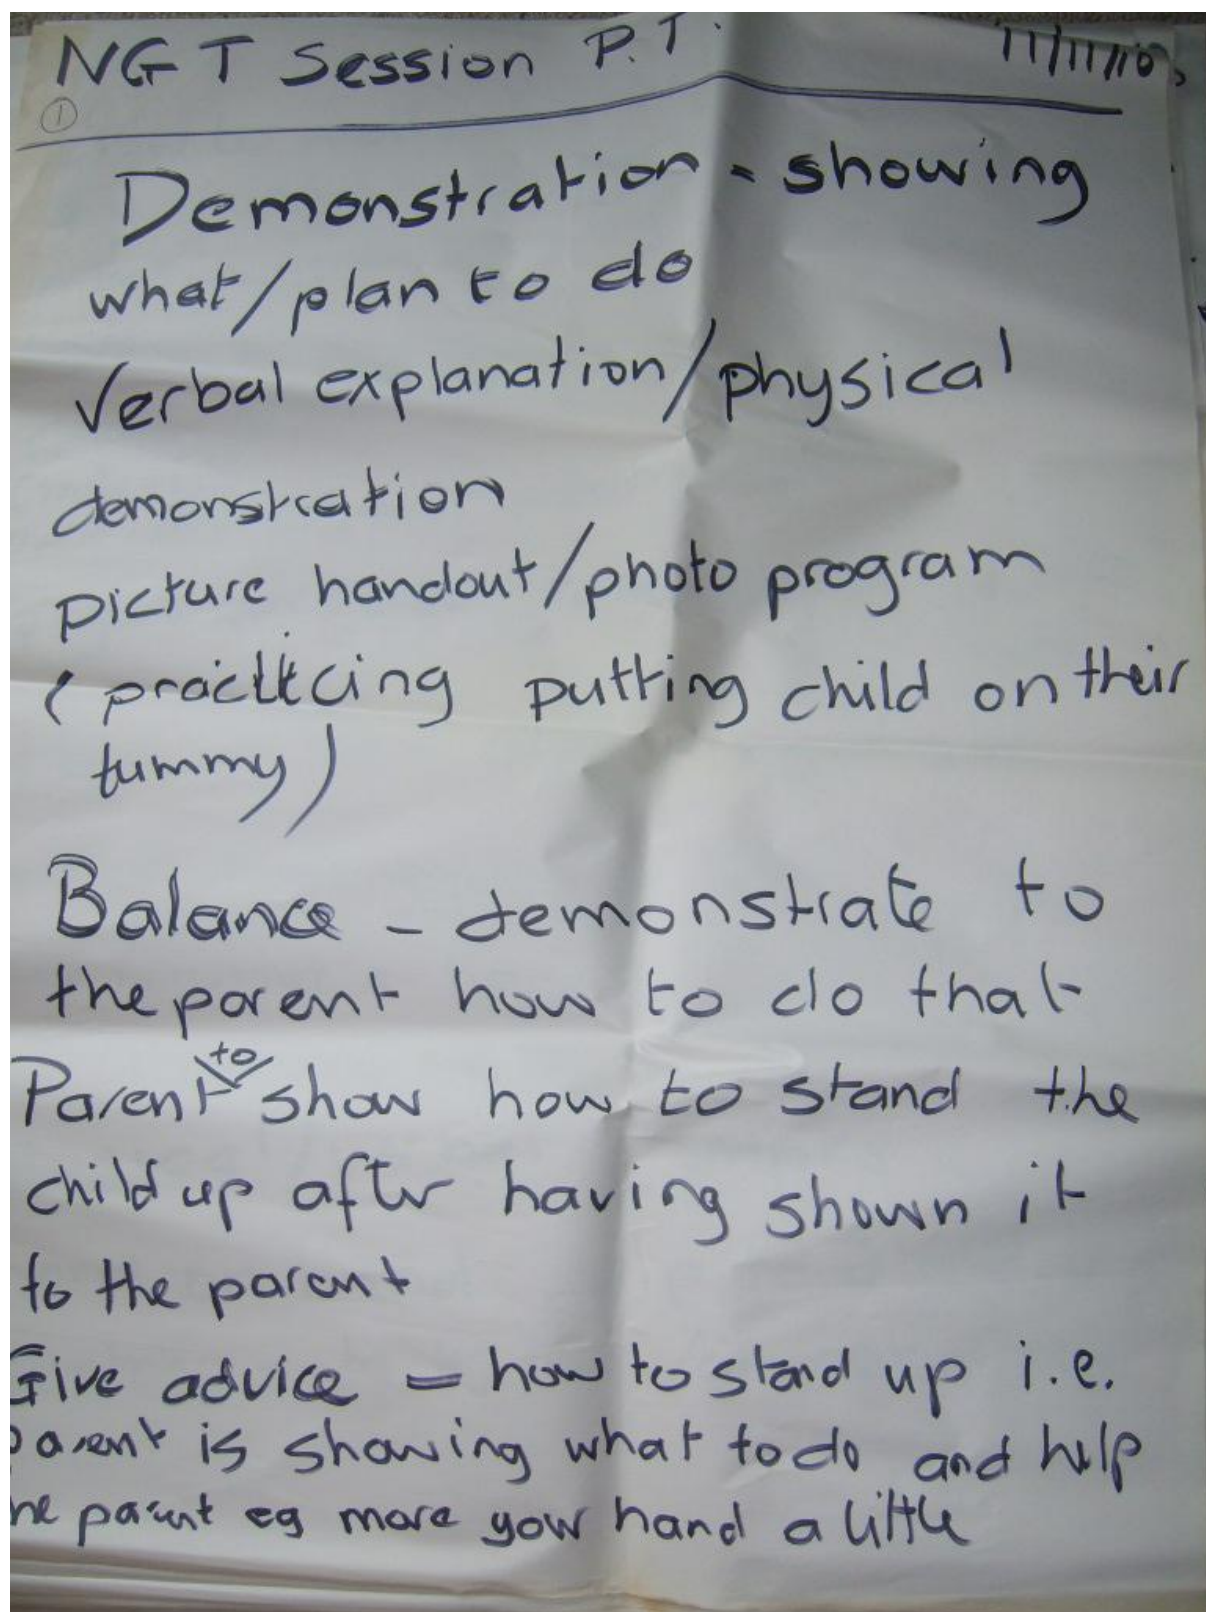 NGT Session P.T.
11/11/10
①
Demonstration - showing
what/plan to do
Verbal explanation/physical
demonstration
picture handout/photo program
(practicing putting child on their
tummy)
Balance - demonstrate to
the parent how to do that
Parent to show how to stand the
child up after having shown it
to the parent
Give advice = how to stand up i.e.
parent is showing what to do and help
he parent eg more your hand a little